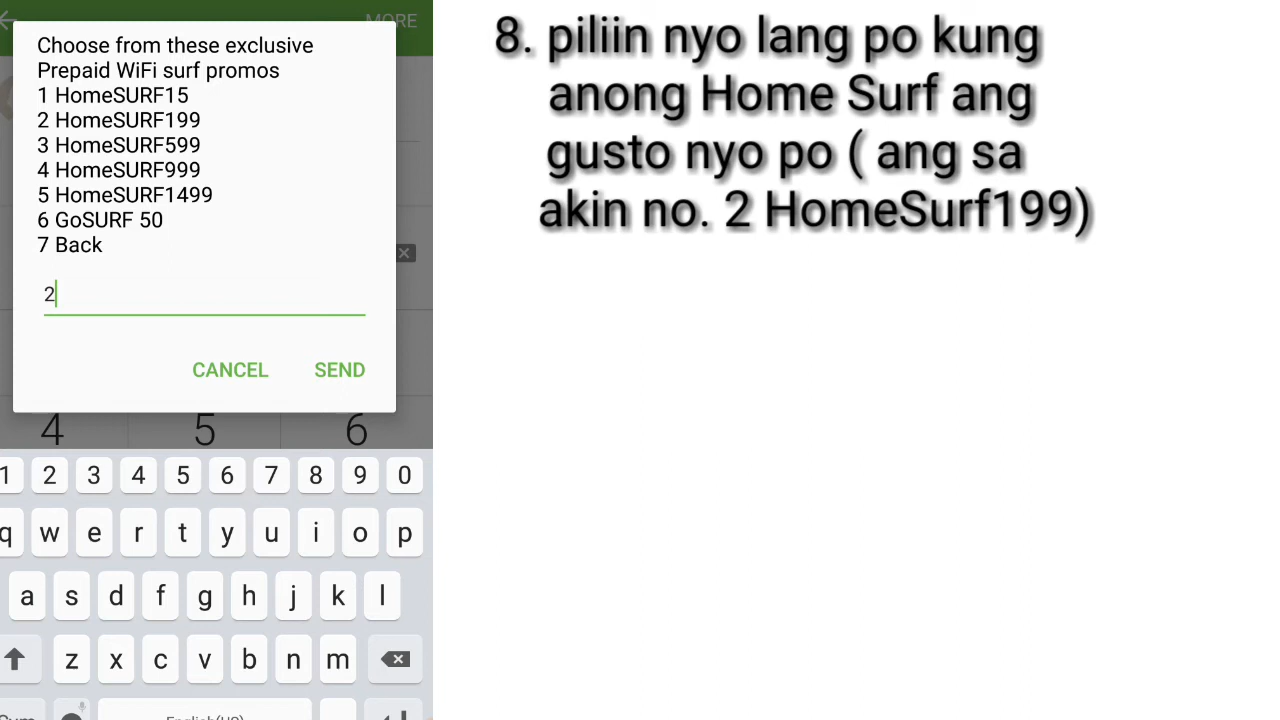 MORE
Choose from these exclusive
Prepaid WiFi surf promos
1 HomeSURF15
2 HomeSURF199
3 HomeSURF599
4 HomeSURF999
5 HomeSURF1499
6 GoSURF 50
7 Back
2
CANCEL SEND
4 5 6
1 2 3 4 5 6 7 8 9 0
q w e r t y u i o p
a s d f g h j k l
z x c v b n m
Sym English(US)
8. piliin nyo lang po kung
anong Home Surf ang
gusto nyo po ( ang sa
akin no. 2 HomeSurf199)